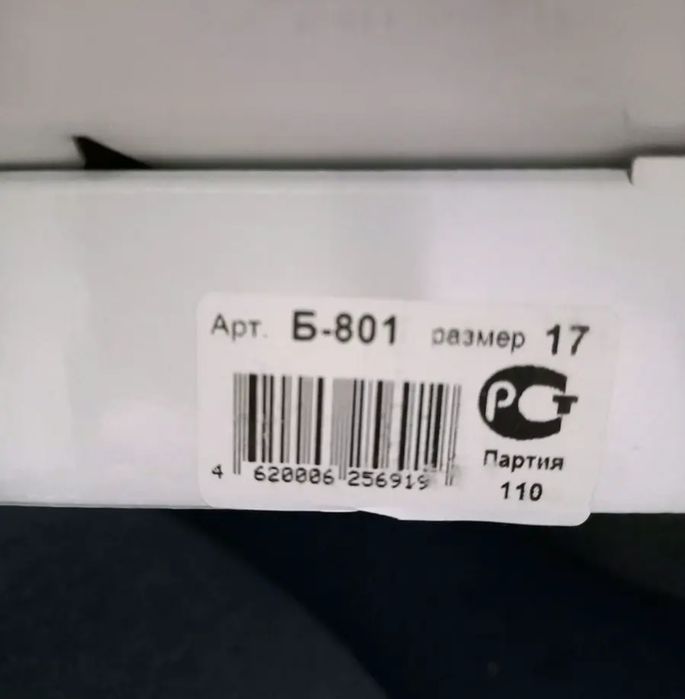 Арт. Б-801 размер 17
РСТ
Партия
110
4 620006 256919